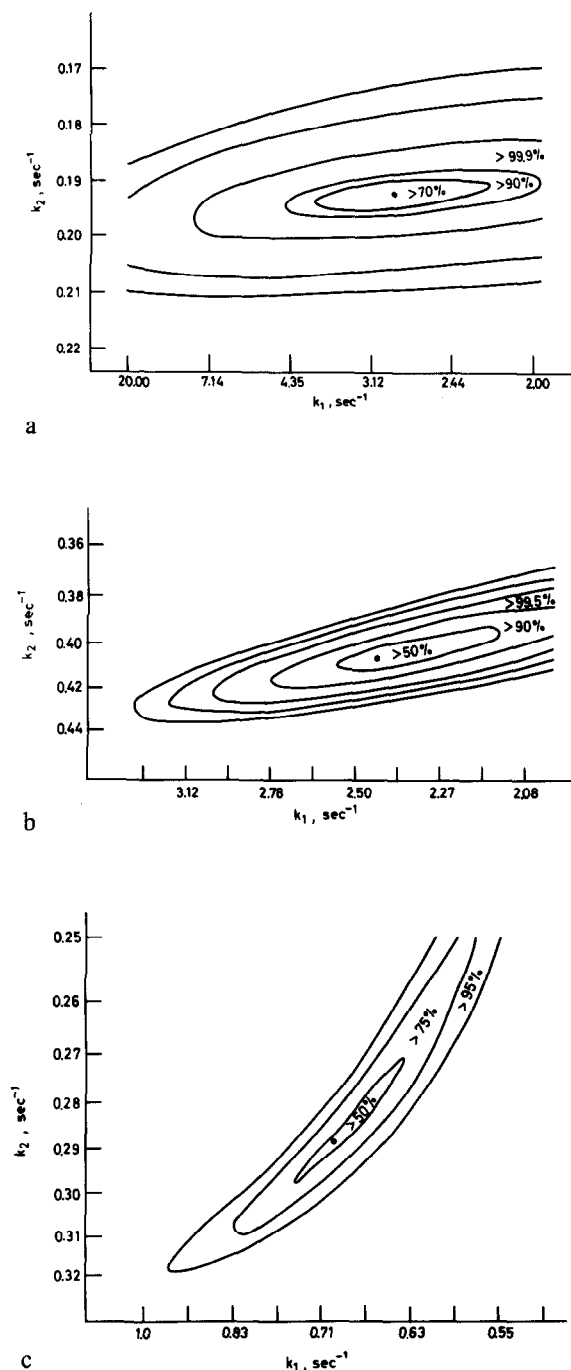 0.17
0.18
0.19
0.20
0.21
0.22
k₂, sec⁻¹
> 99.9%
>70%
>90%
20.00 7.14 4.35 3.12 2.44 2.00
k₁, sec⁻¹
a
0.36
0.38
0.40
0.42
0.44
k₂, sec⁻¹
>99.5%
>90%
>50%
3.12 2.78 2.50 2.27 2.08
k₁, sec⁻¹
b
0.25
0.26
0.27
0.28
0.29
0.30
0.31
0.32
k₂, sec⁻¹
>95%
>75%
>50%
1.0 0.83 0.71 0.63 0.55
k₁, sec⁻¹
c